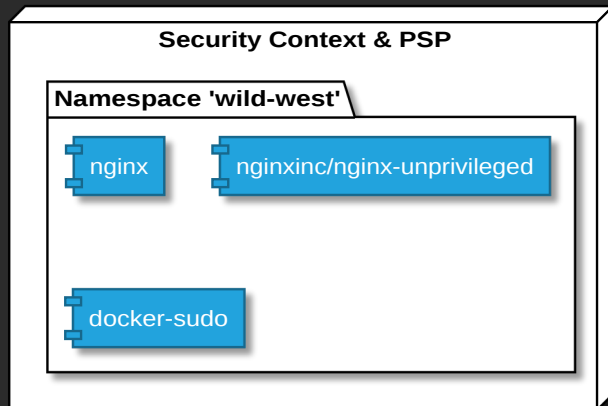 Security Context & PSP
Namespace 'wild-west'
nginx
nginxinc/nginx-unprivileged
docker-sudo